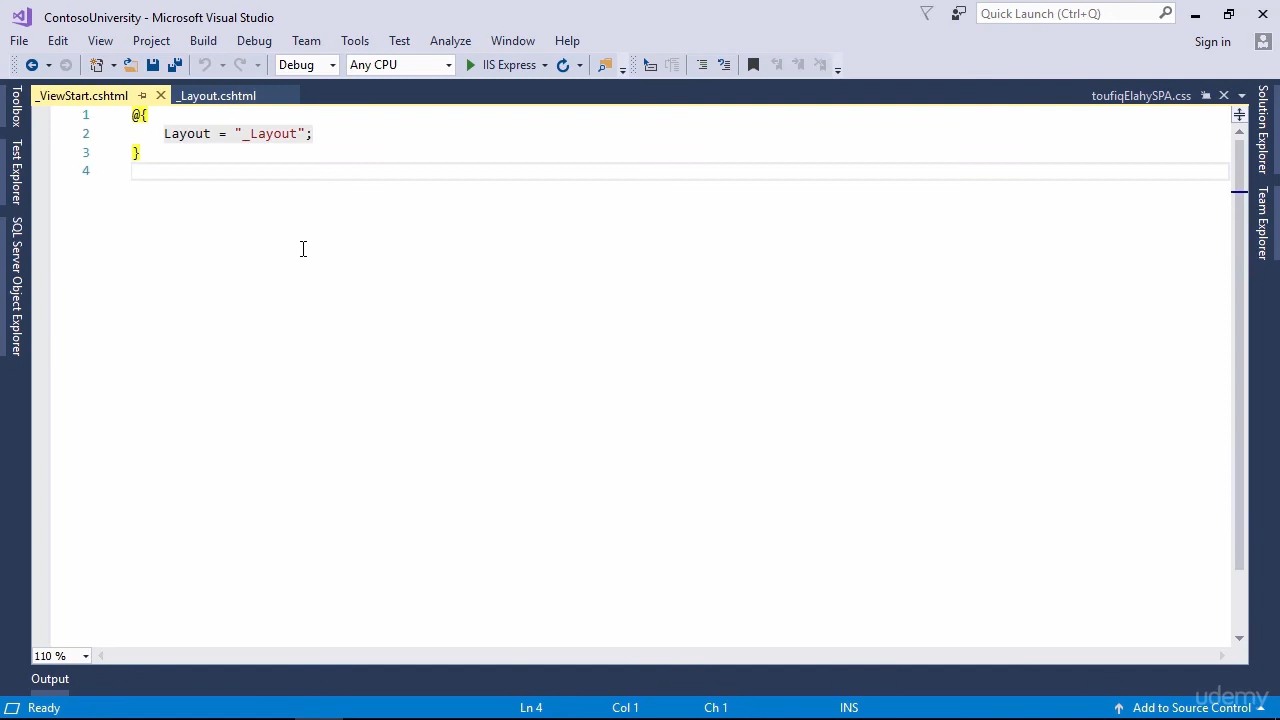 ContosoUniversity - Microsoft Visual Studio
Quick Launch (Ctrl+Q)
File Edit View Project Build Debug Team Tools Test Analyze Window Help
Sign in
Debug Any CPU IIS Express
_ViewStart.cshtml _Layout.cshtml toufiqElahySPA.css
Toolbox
Test Explorer
SQL Server Object Explorer
1 @{
2 Layout = "_Layout";
3 }
4
Solution Explorer
Team Explorer
110 %
Output
udemy
Ready Ln 4 Col 1 Ch 1 INS Add to Source Control